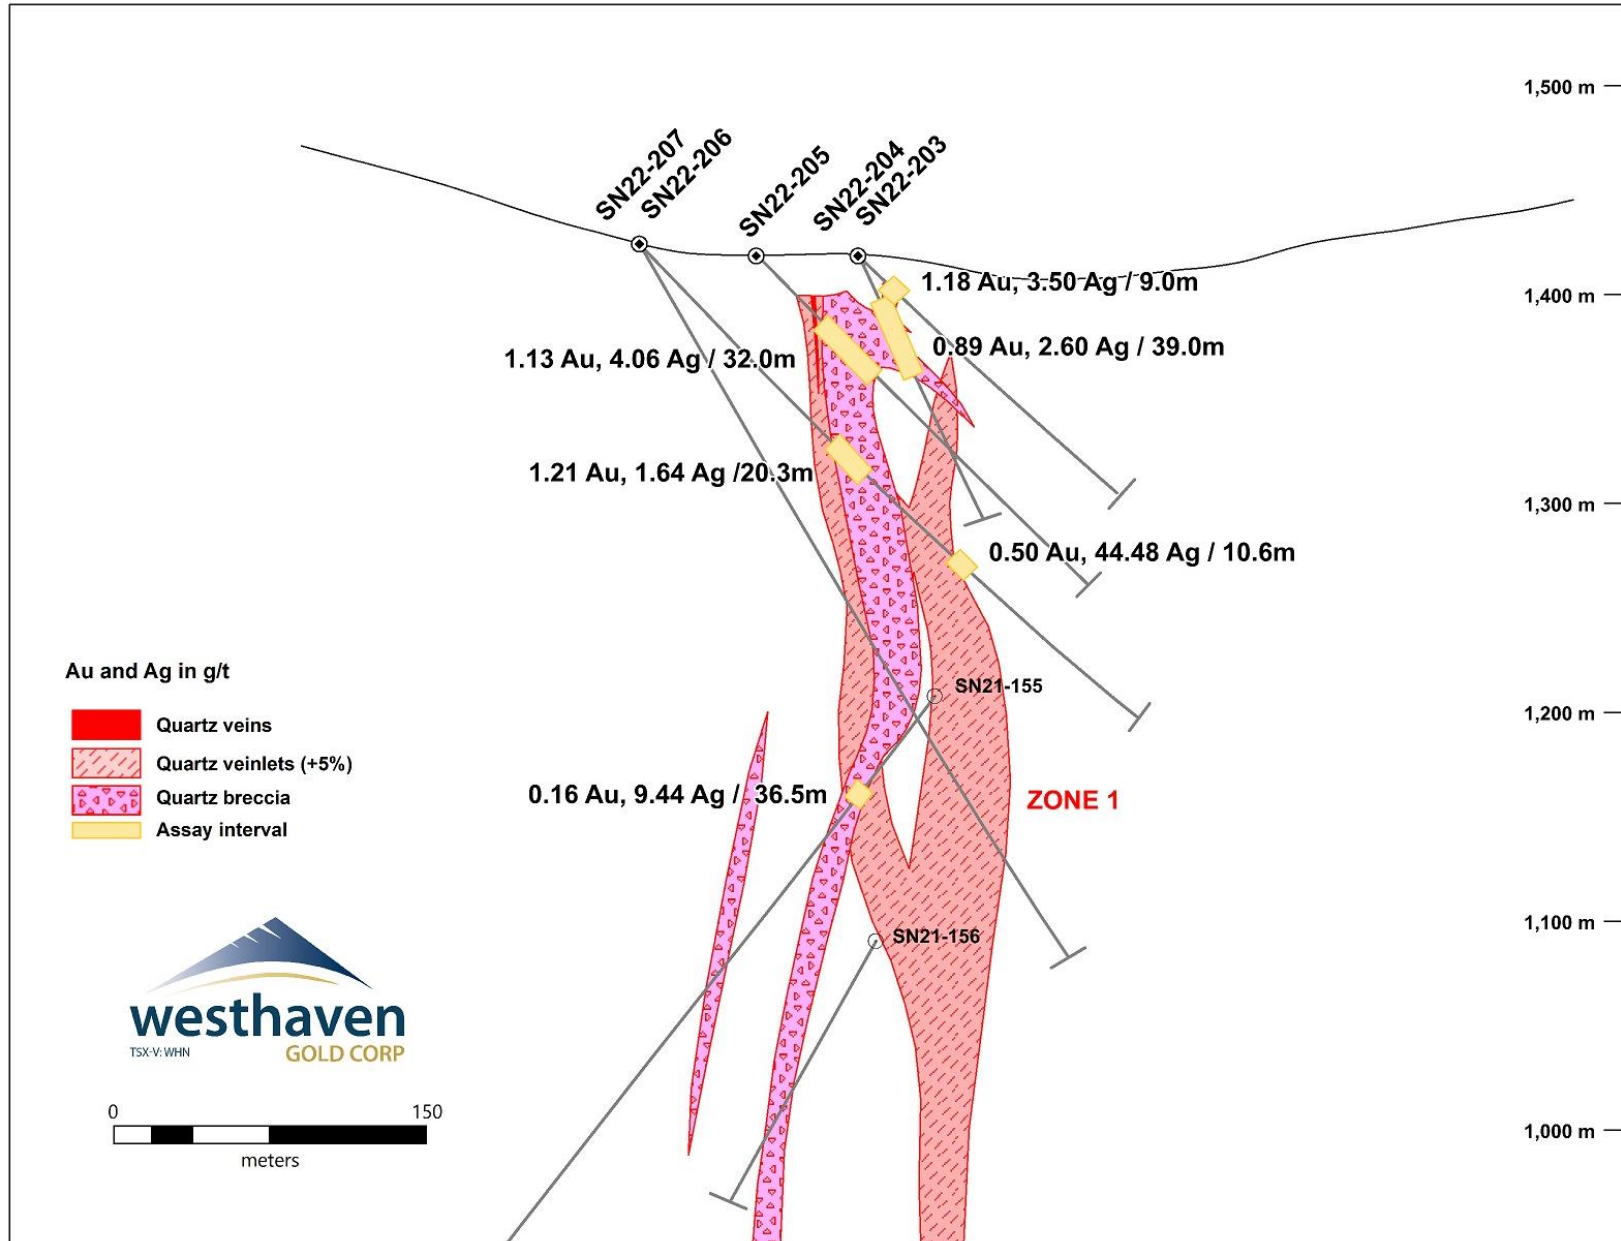 1,500 m
SN22-207
SN22-206
SN22-205
SN22-204
SN22-203
1.18 Au, 3.50 Ag / 9.0m
1,400 m
0.89 Au, 2.60 Ag / 39.0m
1.13 Au, 4.06 Ag / 32.0m
1.21 Au, 1.64 Ag /20.3m
1,300 m
0.50 Au, 44.48 Ag / 10.6m
Au and Ag in g/t
Quartz veins
Quartz veinlets (+5%)
Quartz breccia
Assay interval
SN21-155
1,200 m
0.16 Au, 9.44 Ag / 36.5m
ZONE 1
SN21-156
1,100 m
westhaven
TSX-V: WHN
GOLD CORP
0 150
meters
1,000 m